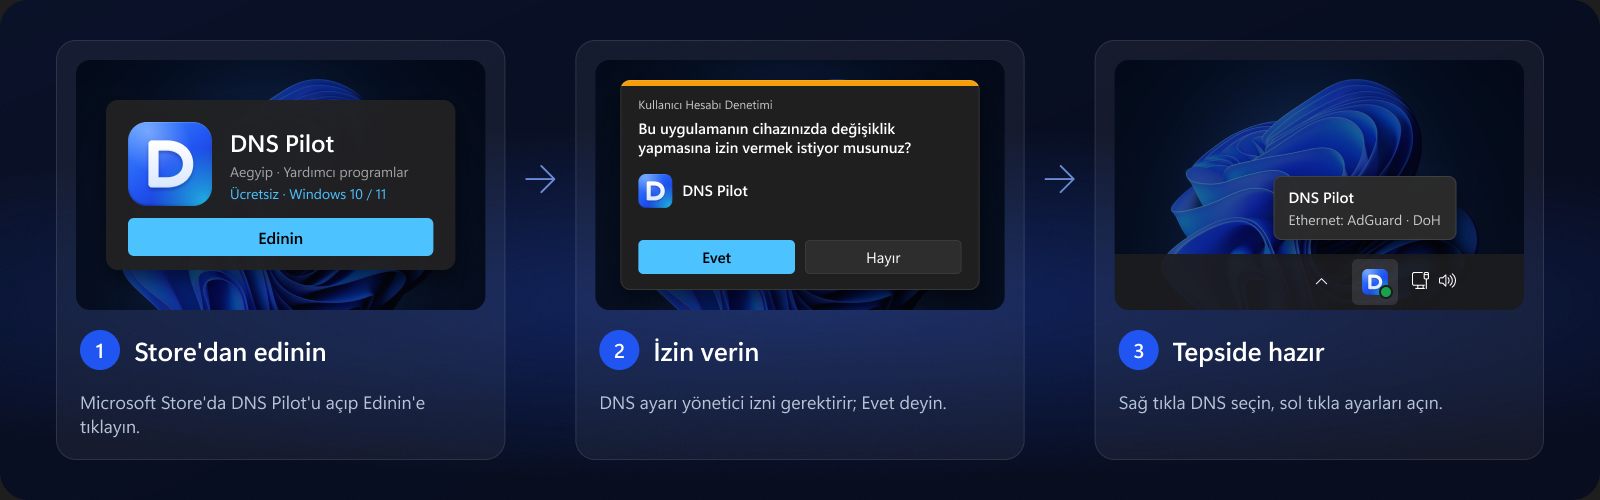 D
DNS Pilot
Aegyip · Yardımcı programlar
Ücretsiz · Windows 10 / 11
Edinin
1
Store'dan edinin
Microsoft Store'da DNS Pilot'u açıp Edinin'e
tıklayın.
Kullanıcı Hesabı Denetimi
Bu uygulamanın cihazınızda değişiklik
yapmasına izin vermek istiyor musunuz?
D
DNS Pilot
Evet
Hayır
2
İzin verin
DNS ayarı yönetici izni gerektirir; Evet deyin.
DNS Pilot
Ethernet: AdGuard · DoH
D
3
Tepside hazır
Sağ tıkla DNS seçin, sol tıkla ayarları açın.